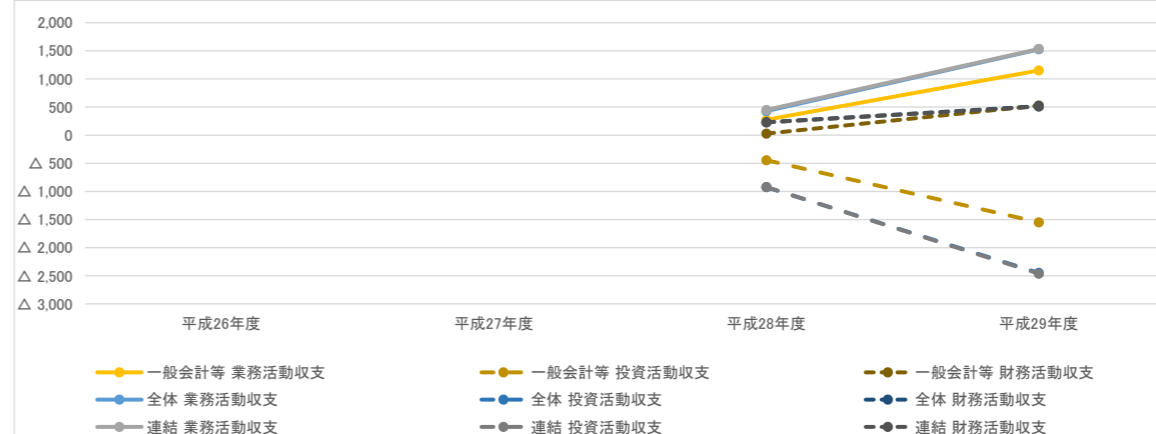 2,000
1,500
1,000
500
0
△ 500
△ 1,000
△ 1,500
△ 2,000
△ 2,500
△ 3,000
平成26年度 平成27年度 平成28年度 平成29年度
一般会計等 業務活動収支 一般会計等 投資活動収支 一般会計等 財務活動収支
全体 業務活動収支 全体 投資活動収支 全体 財務活動収支
連結 業務活動収支 連結 投資活動収支 連結 財務活動収支